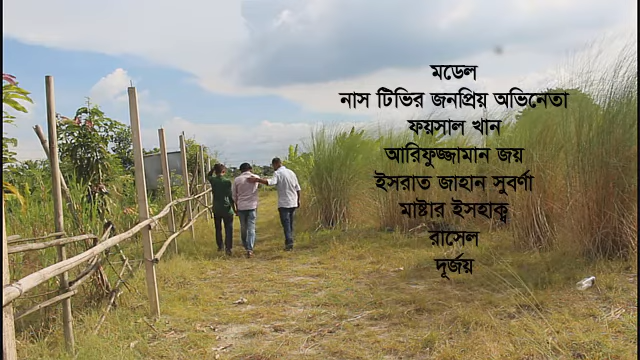 মডেল
নাস টিভির জনপ্রিয় অভিনেতা
ফয়সাল খান
আরিফুজ্জামান জয়
ইসরাত জাহান সুবর্ণা
মাষ্টার ইসহাক্ব
রাসেল
দূর্জয়